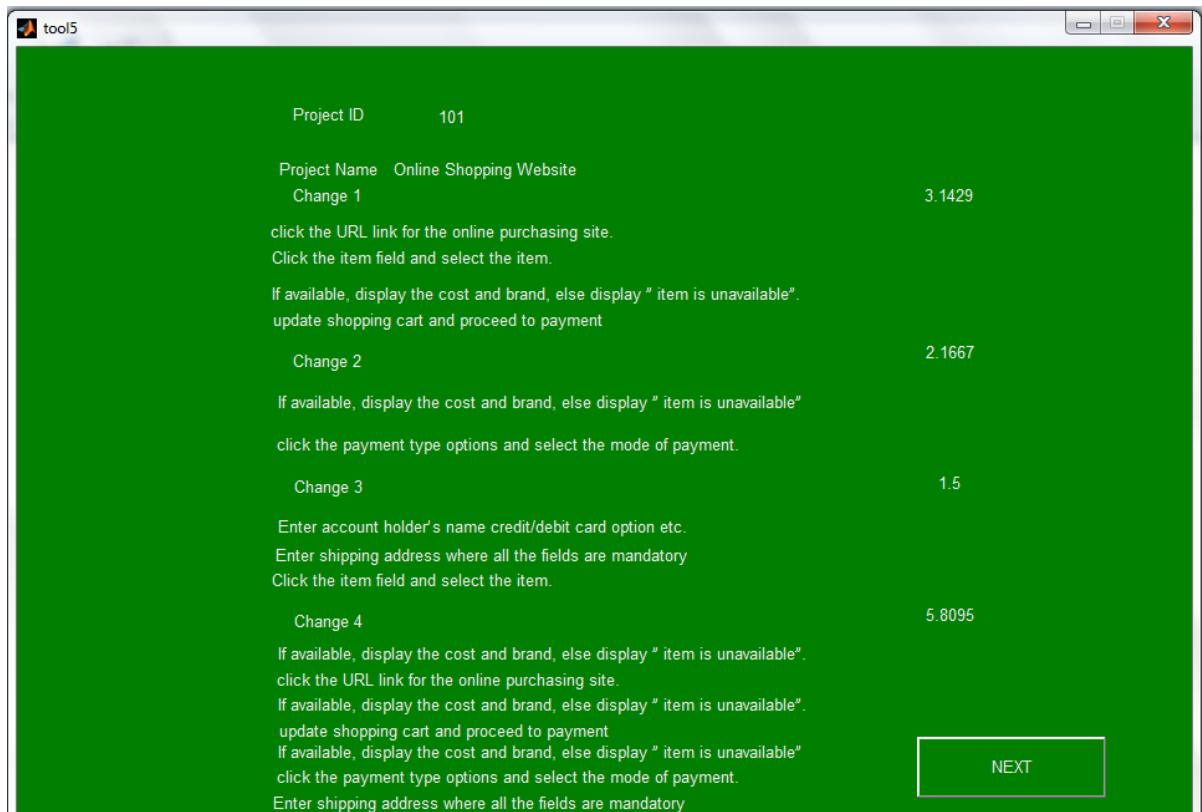 tool5
Project ID 101
Project Name Online Shopping Website
Change 1 3.1429
click the URL link for the online purchasing site.
Click the item field and select the item.
If available, display the cost and brand, else display " item is unavailable".
update shopping cart and proceed to payment
Change 2 2.1667
If available, display the cost and brand, else display " item is unavailable"
click the payment type options and select the mode of payment.
Change 3 1.5
Enter account holder's name credit/debit card option etc.
Enter shipping address where all the fields are mandatory
Click the item field and select the item.
Change 4 5.8095
If available, display the cost and brand, else display " item is unavailable".
click the URL link for the online purchasing site.
If available, display the cost and brand, else display " item is unavailable".
update shopping cart and proceed to payment
If available, display the cost and brand, else display " item is unavailable"
click the payment type options and select the mode of payment.
NEXT
Enter shipping address where all the fields are mandatory